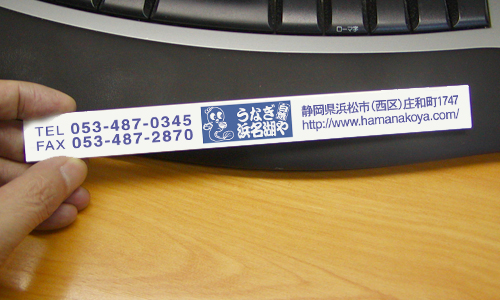 TEL 053-487-0345
FAX 053-487-2870
うなぎ
浜名湖や
静岡県浜松市(西区)庄和町1747
http://www.hamanakoya.com/
ローマ字